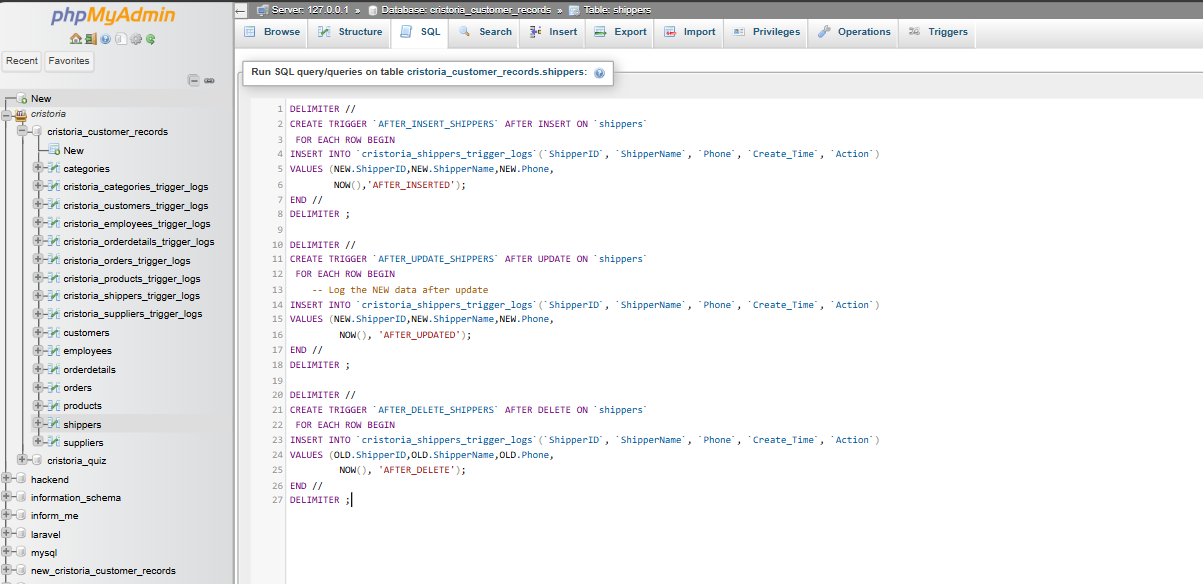 phpMyAdmin
Recent
Favorites
New
cristoria
cristoria_customer_records
New
categories
cristoria_categories_trigger_logs
cristoria_customers_trigger_logs
cristoria_employees_trigger_logs
cristoria_orderdetails_trigger_logs
cristoria_orders_trigger_logs
cristoria_products_trigger_logs
cristoria_shippers_trigger_logs
cristoria_suppliers_trigger_logs
customers
employees
orderdetails
orders
products
shippers
suppliers
cristoria_quiz
hackend
information_schema
inform_me
laravel
mysql
new_cristoria_customer_records
Server: 127.0.0.1 » Database: cristoria_customer_records » Table: shippers
Browse Structure SQL Search Insert Export Import Privileges Operations Triggers
Run SQL query/queries on table cristoria_customer_records.shippers:
1 DELIMITER //
2 CREATE TRIGGER `AFTER_INSERT_SHIPPERS` AFTER INSERT ON `shippers`
3 FOR EACH ROW BEGIN
4 INSERT INTO `cristoria_shippers_trigger_logs`(`ShipperID`, `ShipperName`, `Phone`, `Create_Time`, `Action`)
5 VALUES (NEW.ShipperID,NEW.ShipperName,NEW.Phone,
6 NOW(),'AFTER_INSERTED');
7 END //
8 DELIMITER ;
9
10 DELIMITER //
11 CREATE TRIGGER `AFTER_UPDATE_SHIPPERS` AFTER UPDATE ON `shippers`
12 FOR EACH ROW BEGIN
13 -- Log the NEW data after update
14 INSERT INTO `cristoria_shippers_trigger_logs`(`ShipperID`, `ShipperName`, `Phone`, `Create_Time`, `Action`)
15 VALUES (NEW.ShipperID,NEW.ShipperName,NEW.Phone,
16 NOW(), 'AFTER_UPDATED');
17 END //
18 DELIMITER ;
19
20 DELIMITER //
21 CREATE TRIGGER `AFTER_DELETE_SHIPPERS` AFTER DELETE ON `shippers`
22 FOR EACH ROW BEGIN
23 INSERT INTO `cristoria_shippers_trigger_logs`(`ShipperID`, `ShipperName`, `Phone`, `Create_Time`, `Action`)
24 VALUES (OLD.ShipperID,OLD.ShipperName,OLD.Phone,
25 NOW(), 'AFTER_DELETE');
26 END //
27 DELIMITER ;